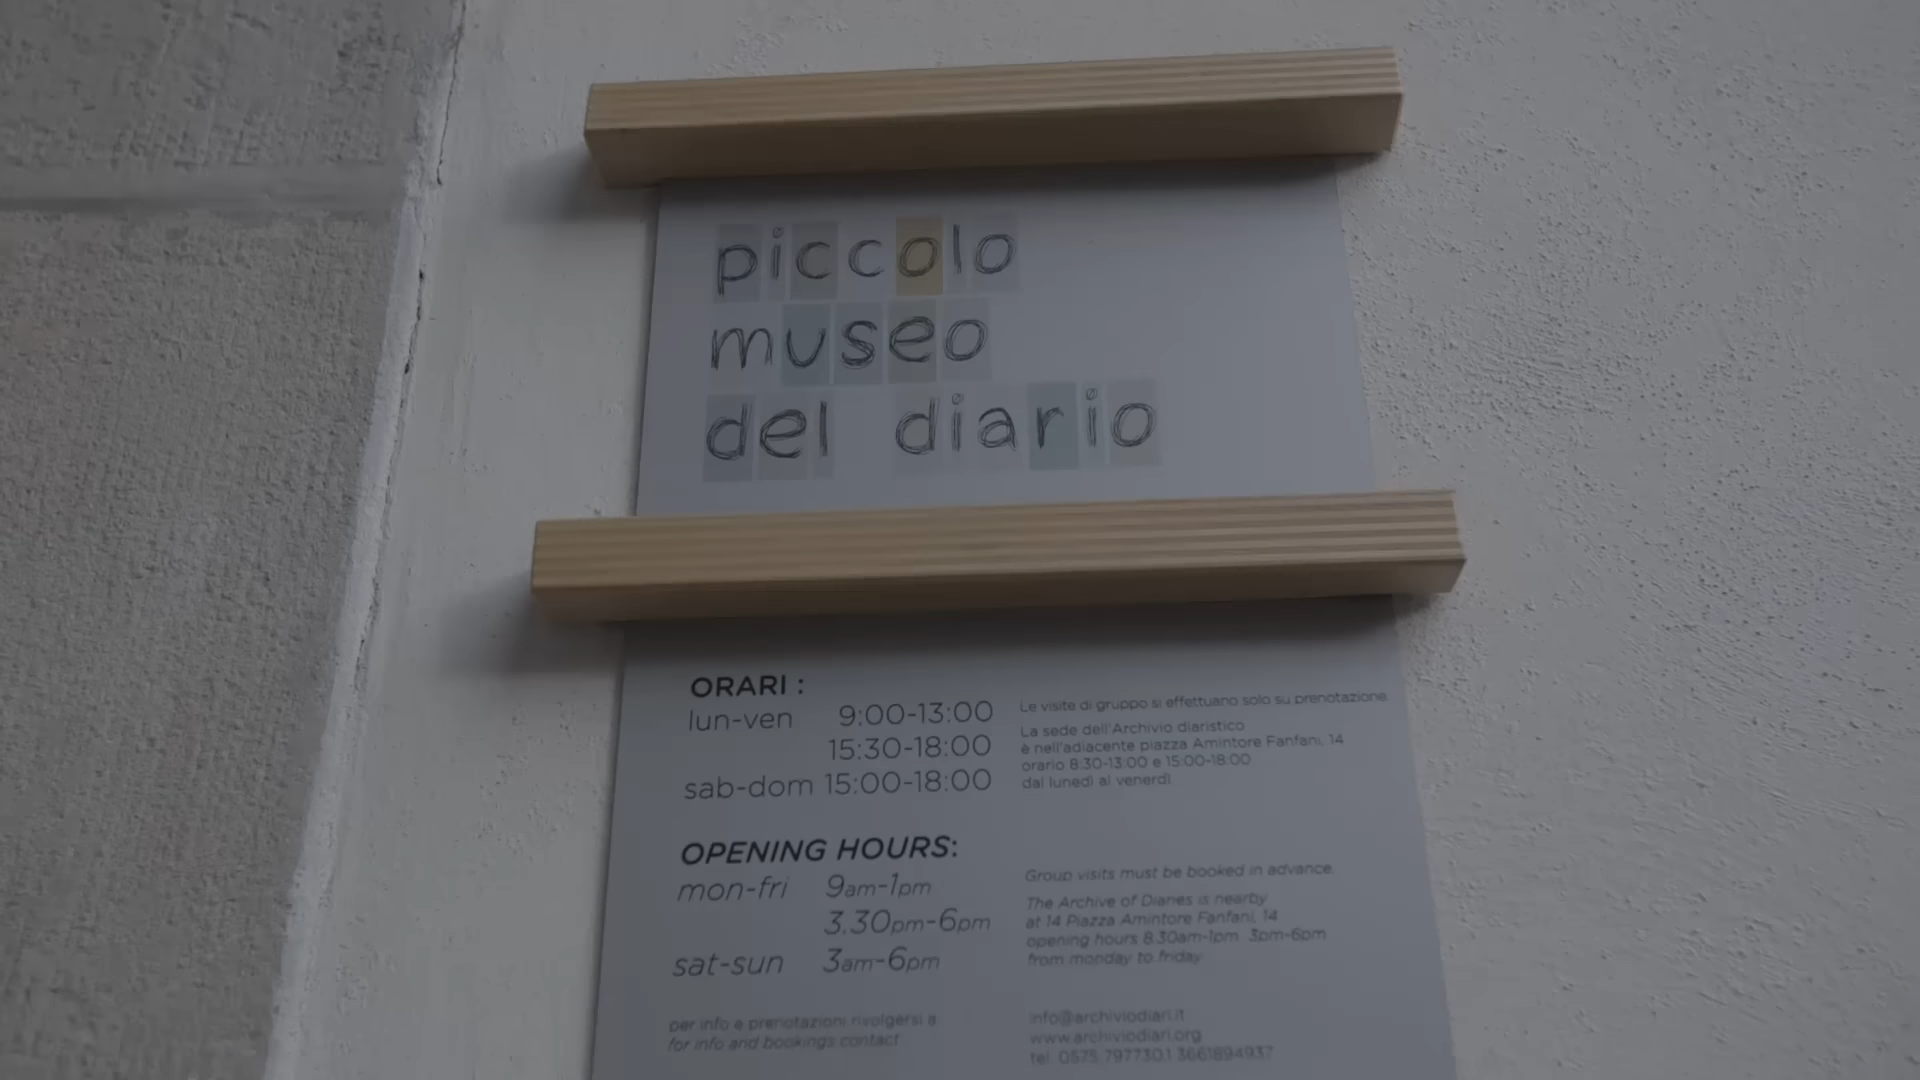 piccolo
museo
del diario
ORARI :
lun-ven 9:00-13:00
15:30-18:00
sab-dom 15:00-18:00
Le visite di gruppo si effettuano solo su prenotazione.
La sede dell'Archivio diaristico
è nell'adiacente piazza Amintore Fanfani, 14
orario 8:30-13:00 e 15:00-18:00
dal lunedì al venerdì.
OPENING HOURS:
mon-fri 9am-1pm
3.30pm-6pm
sat-sun 3am-6pm
Group visits must be booked in advance.
The Archive of Diaries is nearby
at 14 Piazza Amintore Fanfani, 14
opening hours 8.30am-1pm 3pm-6pm
from monday to friday
per info e prenotazioni rivolgersi a
for info and bookings contact
info@archiviodiari.it
www.archiviodiari.org
tel. 0575 797730.1 3661894937